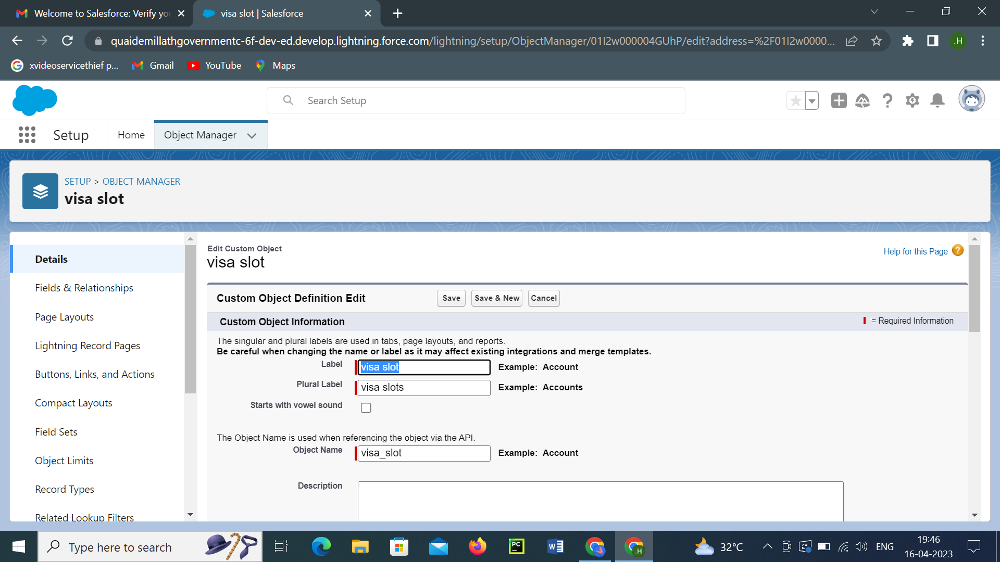 Welcome to Salesforce: Verify yo
visa slot | Salesforce
quaidemillathgovernmentc-6f-dev-ed.develop.lightning.force.com/lightning/setup/ObjectManager/01I2w000004GUhP/edit?address=%2F01I2w0000...
.H
xvideoservicethief p...
Gmail
YouTube
Maps
Search Setup
Setup
Home
Object Manager
SETUP > OBJECT MANAGER
visa slot
Details
Fields & Relationships
Page Layouts
Lightning Record Pages
Buttons, Links, and Actions
Compact Layouts
Field Sets
Object Limits
Record Types
Related Lookup Filters
Edit Custom Object
visa slot
Help for this Page
Custom Object Definition Edit
Save
Save & New
Cancel
Custom Object Information
= Required Information
The singular and plural labels are used in tabs, page layouts, and reports.
Be careful when changing the name or label as it may affect existing integrations and merge templates.
Label
visa slot
Example: Account
Plural Label
visa slots
Example: Accounts
Starts with vowel sound
The Object Name is used when referencing the object via the API.
Object Name
visa_slot
Example: Account
Description
Type here to search
PC
32°C
ENG
19:46
16-04-2023